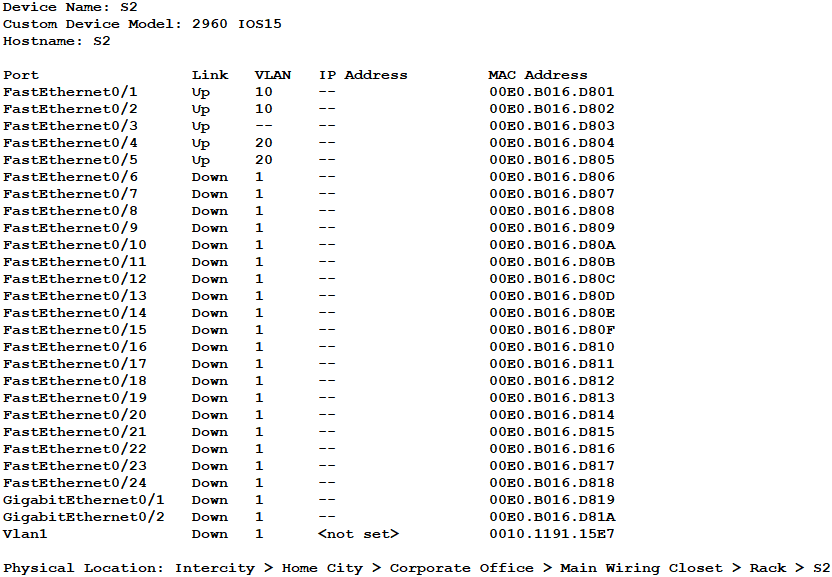 Device Name: S2
Custom Device Model: 2960 IOS15
Hostname: S2
Port Link VLAN IP Address MAC Address
FastEthernet0/1 Up 10 -- 00E0.B016.D801
FastEthernet0/2 Up 10 -- 00E0.B016.D802
FastEthernet0/3 Up -- -- 00E0.B016.D803
FastEthernet0/4 Up 20 -- 00E0.B016.D804
FastEthernet0/5 Up 20 -- 00E0.B016.D805
FastEthernet0/6 Down 1 -- 00E0.B016.D806
FastEthernet0/7 Down 1 -- 00E0.B016.D807
FastEthernet0/8 Down 1 -- 00E0.B016.D808
FastEthernet0/9 Down 1 -- 00E0.B016.D809
FastEthernet0/10 Down 1 -- 00E0.B016.D80A
FastEthernet0/11 Down 1 -- 00E0.B016.D80B
FastEthernet0/12 Down 1 -- 00E0.B016.D80C
FastEthernet0/13 Down 1 -- 00E0.B016.D80D
FastEthernet0/14 Down 1 -- 00E0.B016.D80E
FastEthernet0/15 Down 1 -- 00E0.B016.D80F
FastEthernet0/16 Down 1 -- 00E0.B016.D810
FastEthernet0/17 Down 1 -- 00E0.B016.D811
FastEthernet0/18 Down 1 -- 00E0.B016.D812
FastEthernet0/19 Down 1 -- 00E0.B016.D813
FastEthernet0/20 Down 1 -- 00E0.B016.D814
FastEthernet0/21 Down 1 -- 00E0.B016.D815
FastEthernet0/22 Down 1 -- 00E0.B016.D816
FastEthernet0/23 Down 1 -- 00E0.B016.D817
FastEthernet0/24 Down 1 -- 00E0.B016.D818
GigabitEthernet0/1 Down 1 -- 00E0.B016.D819
GigabitEthernet0/2 Down 1 -- 00E0.B016.D81A
Vlan1 Down 1 <not set> 0010.1191.15E7
Physical Location: Intercity > Home City > Corporate Office > Main Wiring Closet > Rack > S2